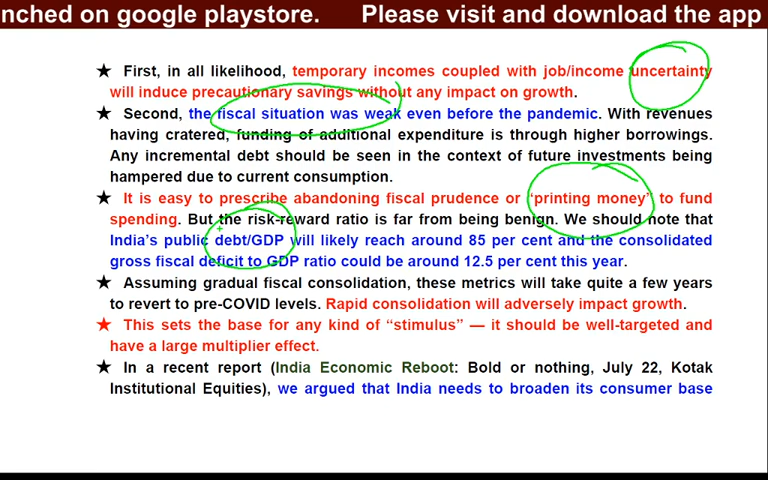 nched on google playstore. Please visit and download the app
★ First, in all likelihood, temporary incomes coupled with job/income uncertainty
will induce precautionary savings without any impact on growth.
★ Second, the fiscal situation was weak even before the pandemic. With revenues
having cratered, funding of additional expenditure is through higher borrowings.
Any incremental debt should be seen in the context of future investments being
hampered due to current consumption.
★ It is easy to prescribe abandoning fiscal prudence or "printing money" to fund
spending. But the risk-reward ratio is far from being benign. We should note that
India's public debt/GDP will likely reach around 85 per cent and the consolidated
gross fiscal deficit to GDP ratio could be around 12.5 per cent this year.
★ Assuming gradual fiscal consolidation, these metrics will take quite a few years
to revert to pre-COVID levels. Rapid consolidation will adversely impact growth.
★ This sets the base for any kind of "stimulus" — it should be well-targeted and
have a large multiplier effect.
★ In a recent report (India Economic Reboot: Bold or nothing, July 22, Kotak
Institutional Equities), we argued that India needs to broaden its consumer base